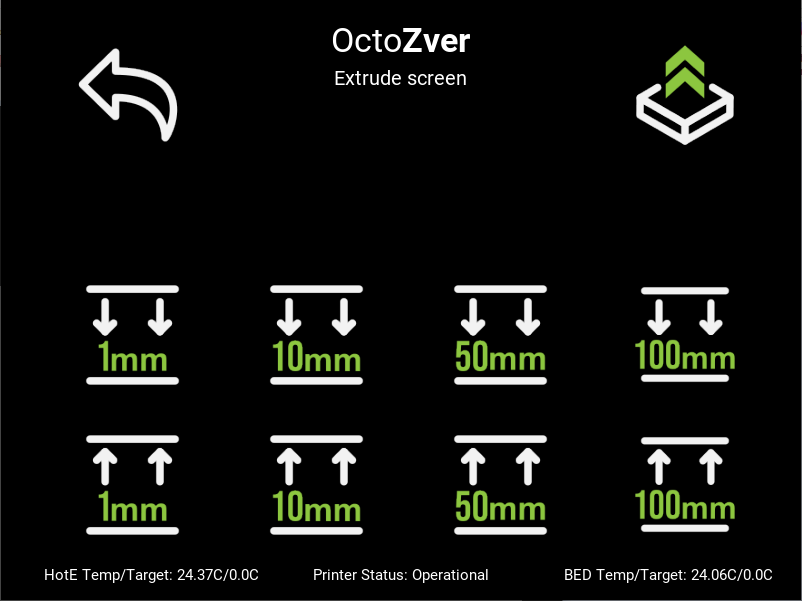 OctoZver
Extrude screen
1mm 10mm 50mm 100mm
1mm 10mm 50mm 100mm
HotE Temp/Target: 24.37C/0.0C Printer Status: Operational BED Temp/Target: 24.06C/0.0C